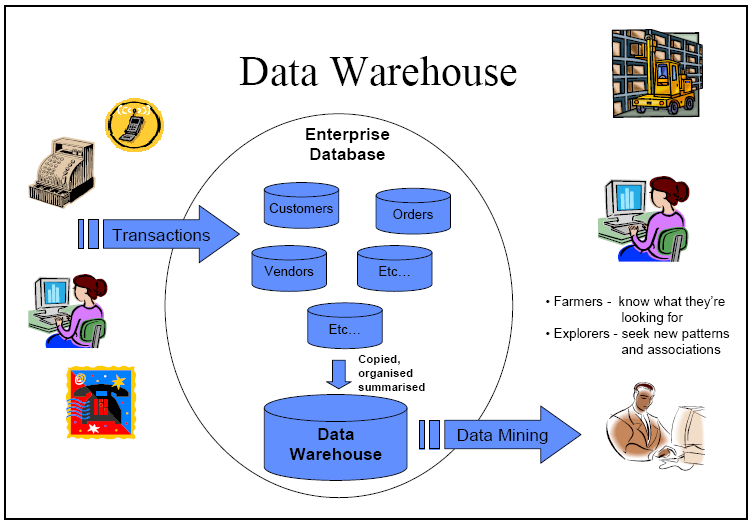 Data Warehouse
Enterprise
Database
Customers
Orders
Transactions
Vendors
Etc…
Etc…
Copied,
organised
summarised
Data
Warehouse
Data Mining
• Farmers - know what they're
looking for
• Explorers - seek new patterns
and associations